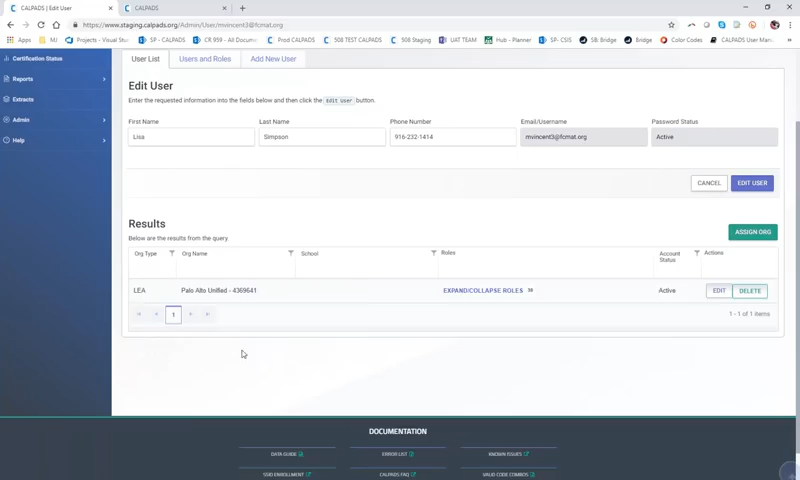 CALPADS | Edit User
CALPADS
https://www.staging.calpads.org/Admin/User/mvincent3@fcmat.org
Apps
MJ
Projects - Visual Stu
SP - CALPADS
CR 959 - All Docume
Prod CALPADS
508 TEST CALPADS
508 Staging
UAT TEAM
Hub - Planner
SP- CSIS
SB: Bridge
Bridge
Color Codes
CALPADS User Man
Certification Status
Reports
Extracts
Admin
Help
User List
Users and Roles
Add New User
Edit User
Enter the requested information into the fields below and then click the Edit User button.
First Name Last Name Phone Number Email/Username Password Status
Lisa Simpson 916-232-1414 mvincent3@fcmat.org Active
CANCEL EDIT USER
Results
Below are the results from the query.
ASSIGN ORG
Org Type Org Name School Roles Account Status Actions
LEA Palo Alto Unified - 4369641 EXPAND/COLLAPSE ROLES Active EDIT DELETE
1 1 - 1 of 1 items
DOCUMENTATION
DATA GUIDE ERROR LIST KNOWN ISSUES
SSID ENROLLMENT CALPADS FAQ VALID CODE COMBOS